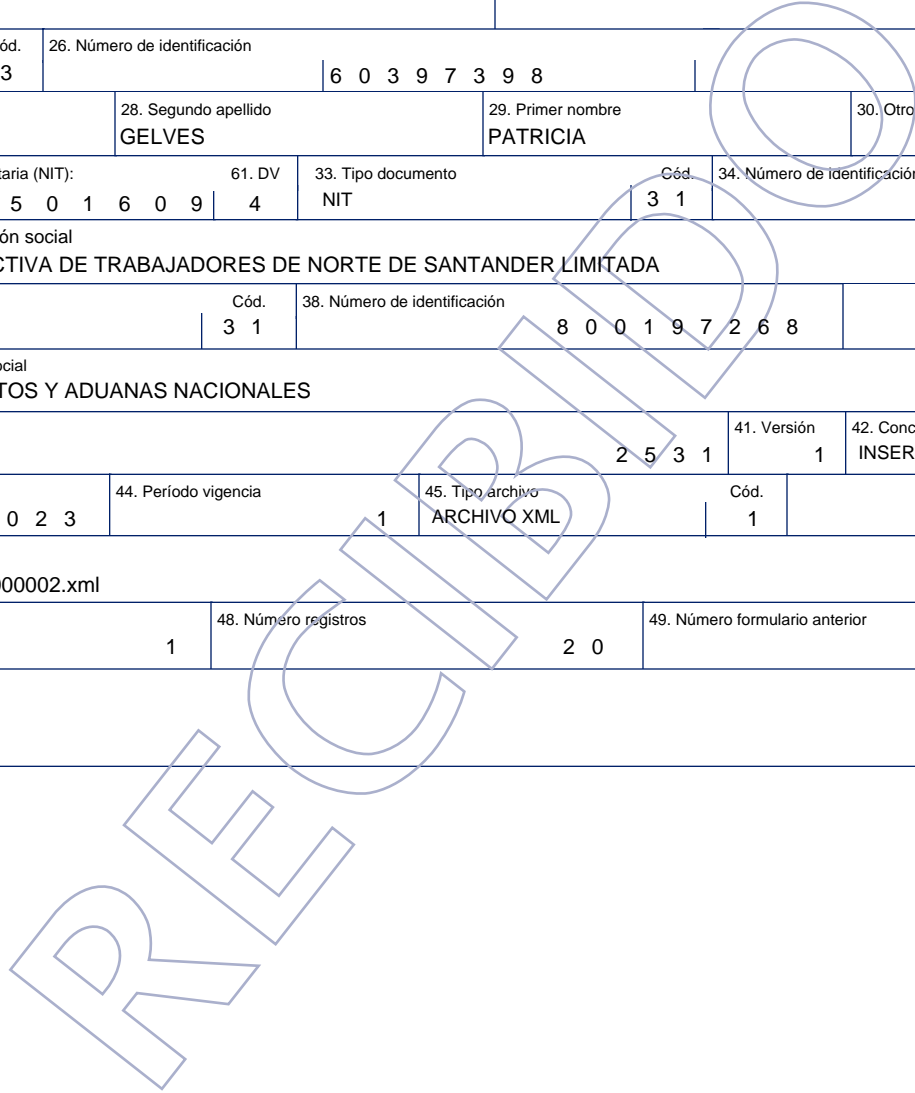 ód. 26. Número de identificación
3 6 0 3 9 7 3 9 8
28. Segundo apellido 29. Primer nombre 30. Otro
GELVES PATRICIA
taria (NIT): 61. DV 33. Tipo documento Cód. 34. Número de identificación
5 0 1 6 0 9 4 NIT 3 1
ón social
CTIVA DE TRABAJADORES DE NORTE DE SANTANDER LIMITADA
Cód. 38. Número de identificación
3 1 8 0 0 1 9 7 2 6 8
ocial
TOS Y ADUANAS NACIONALES
41. Versión 42. Conc
2 5 3 1 1 INSER
44. Período vigencia 45. Tipo archivo Cód.
0 2 3 1 ARCHIVO XML 1
000002.xml
48. Número registros 49. Número formulario anterior
1 2 0
RECIBIDO